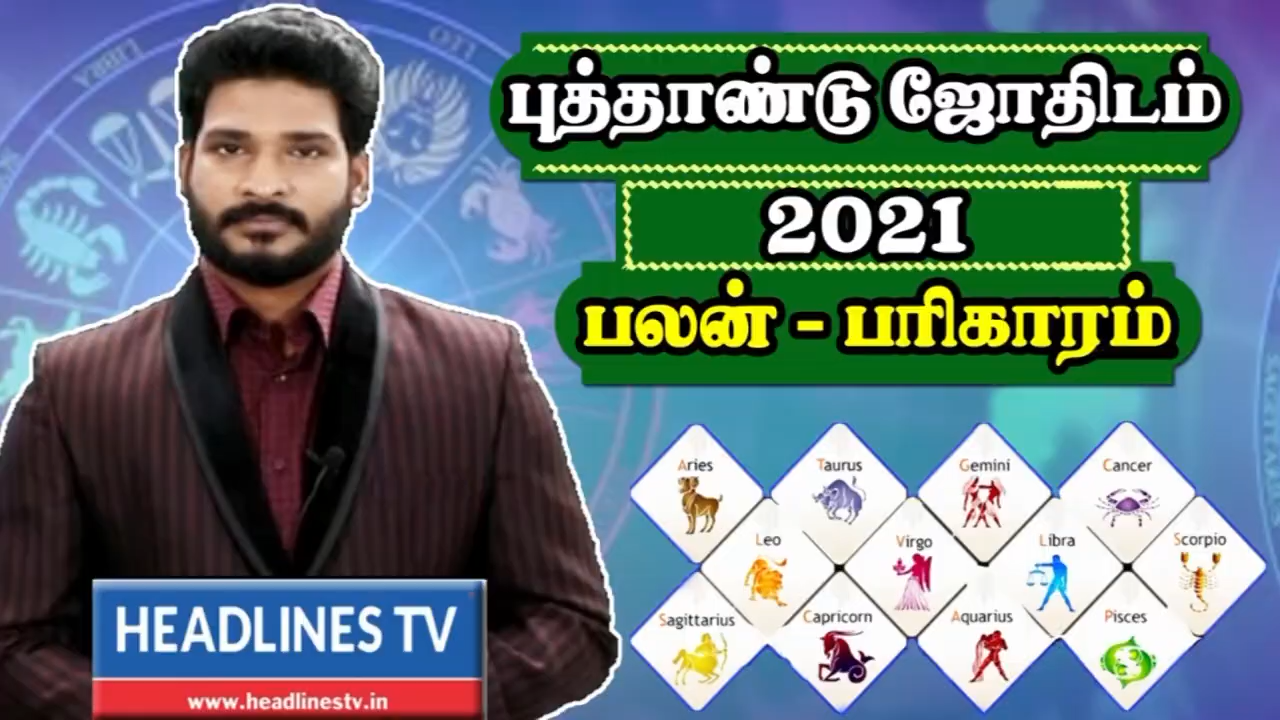 புத்தாண்டு ஜோதிடம்
2021
பலன் - பரிகாரம்
Aries
Taurus
Gemini
Cancer
Leo
Virgo
Libra
Scorpio
Sagittarius
Capricorn
Aquarius
Pisces
HEADLINES TV
www.headlinestv.in